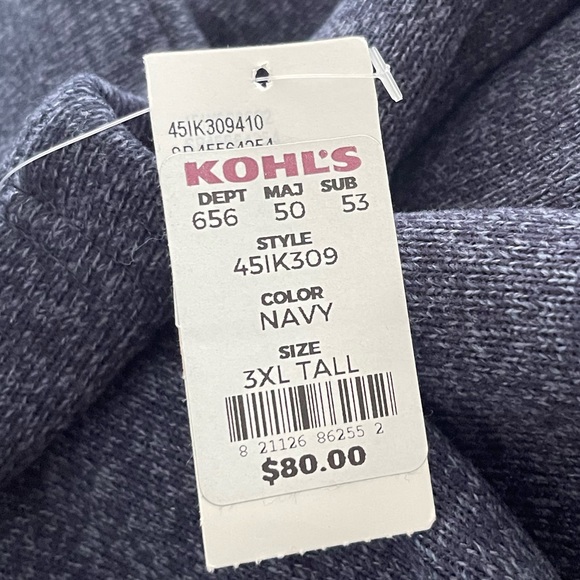 45IK309410
KOHL'S
DEPT MAJ SUB
656 50 53
STYLE
45IK309
COLOR
NAVY
SIZE
3XL TALL
8 21126 86255 2
$80.00